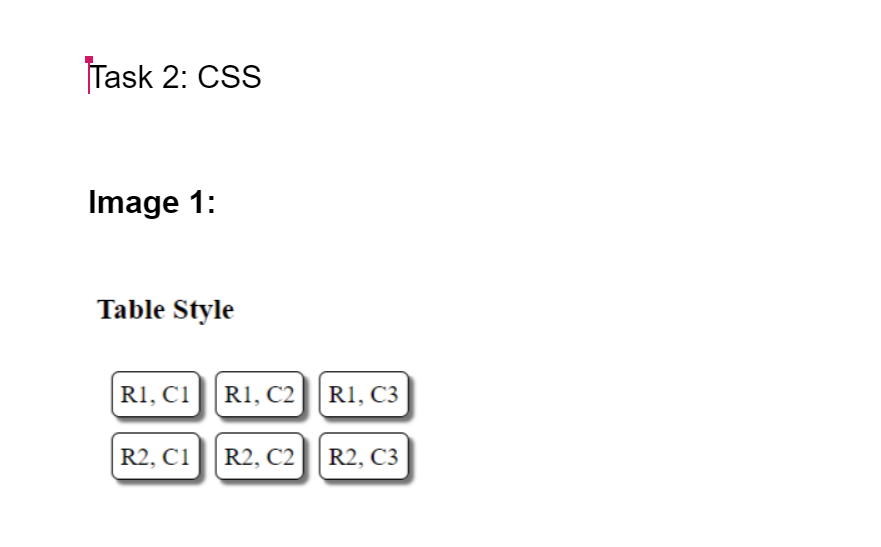 Task 2: CSS
Image 1:
Table Style
R1, C1 R1, C2 R1, C3
R2, C1 R2, C2 R2, C3